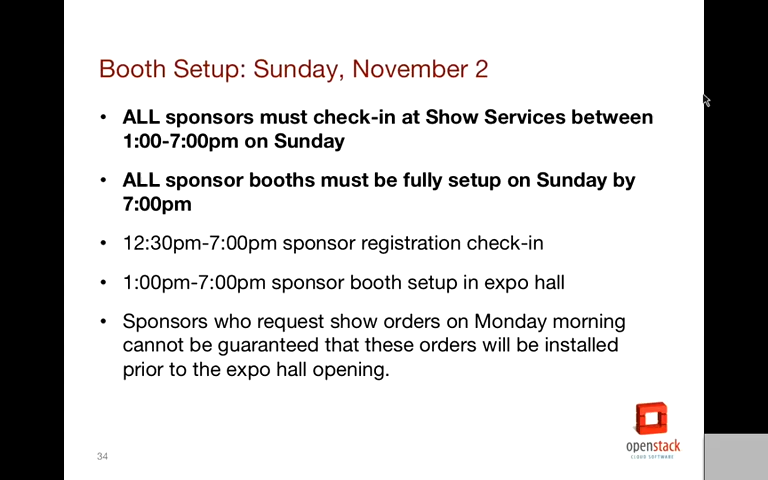 Booth Setup: Sunday, November 2
• ALL sponsors must check-in at Show Services between
1:00-7:00pm on Sunday
• ALL sponsor booths must be fully setup on Sunday by
7:00pm
• 12:30pm-7:00pm sponsor registration check-in
• 1:00pm-7:00pm sponsor booth setup in expo hall
• Sponsors who request show orders on Monday morning
cannot be guaranteed that these orders will be installed
prior to the expo hall opening.
openstack
CLOUD SOFTWARE
34